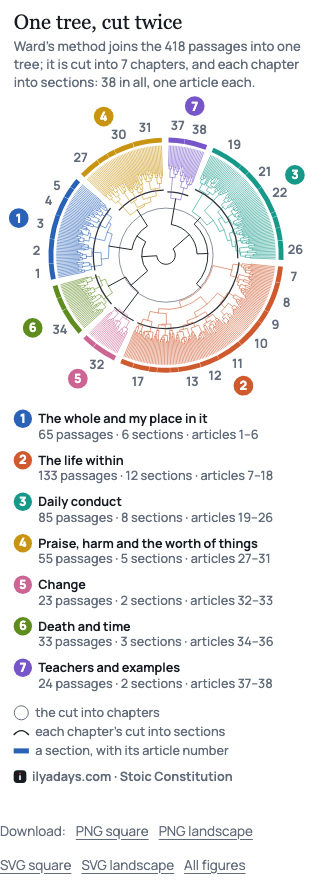 One tree, cut twice
Ward's method joins the 418 passages into one
tree; it is cut into 7 chapters, and each chapter
into sections: 38 in all, one article each.
7
4
30 31 37 38
27 19
5 21 3
4 22
1 3
2 26
1 7
8
6 34 9
10
32 11
5 17 13 12
2
1 The whole and my place in it
65 passages · 6 sections · articles 1–6
2 The life within
133 passages · 12 sections · articles 7–18
3 Daily conduct
85 passages · 8 sections · articles 19–26
4 Praise, harm and the worth of things
55 passages · 5 sections · articles 27–31
5 Change
23 passages · 2 sections · articles 32–33
6 Death and time
33 passages · 3 sections · articles 34–36
7 Teachers and examples
24 passages · 2 sections · articles 37–38
the cut into chapters
each chapter's cut into sections
a section, with its article number
i ilyadays.com · Stoic Constitution
Download: PNG square PNG landscape
SVG square SVG landscape All figures